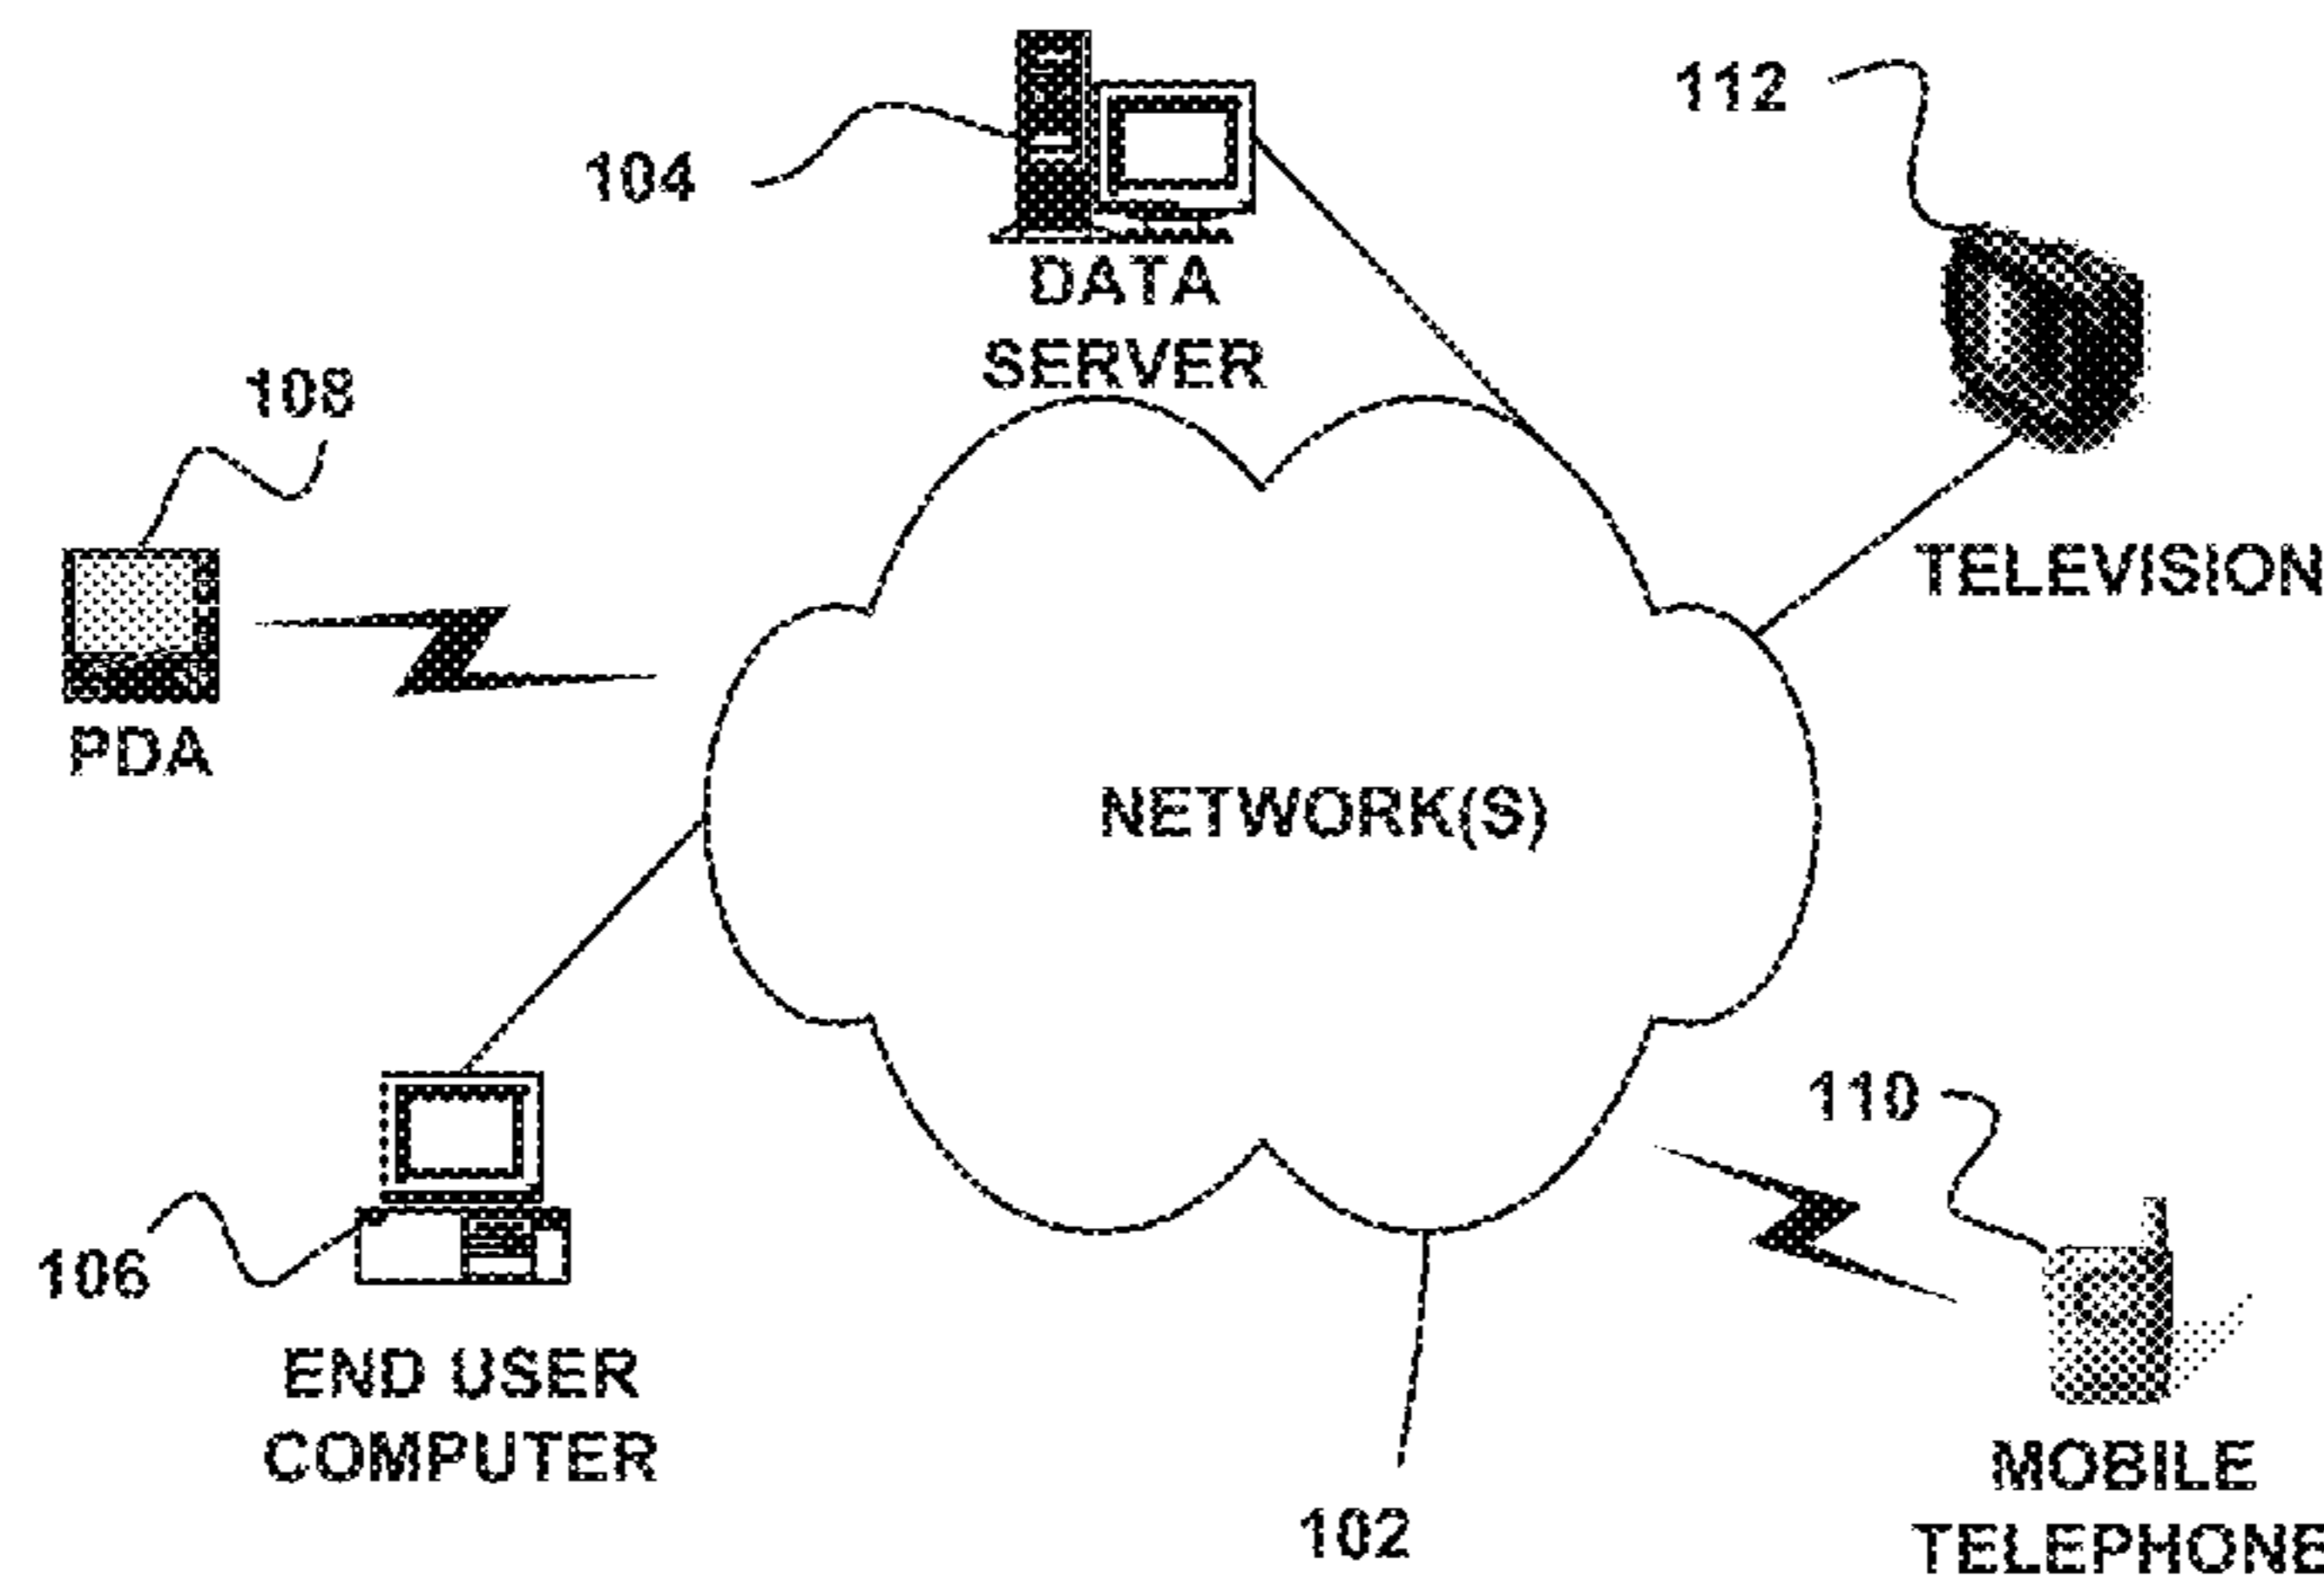 112
104
DATA
SERVER
108
TELEVISION
PDA
NETWORK(S)
110
106
END USER
COMPUTER
MOBILE
TELEPHONE
102